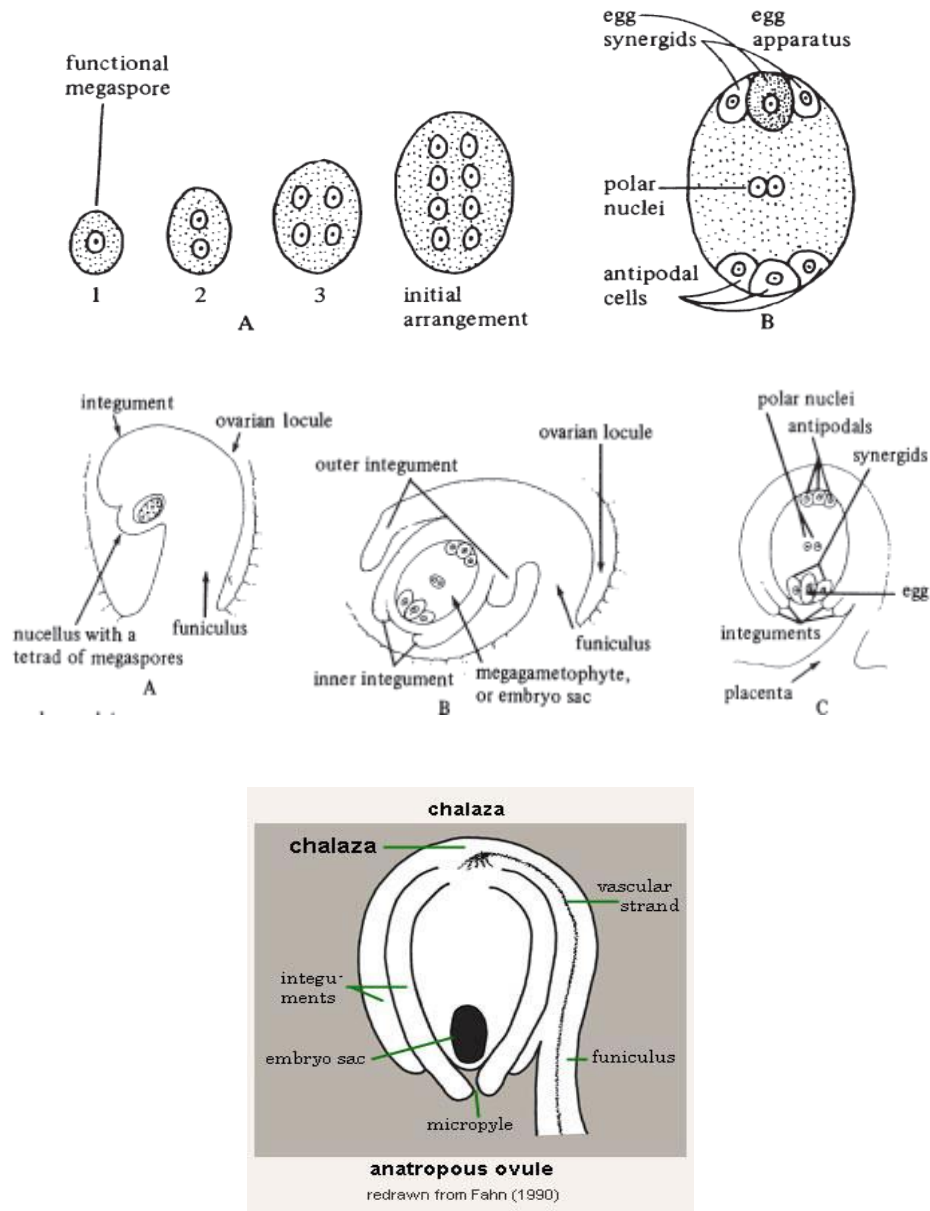 functional
megaspore
1
2
3
initial
arrangement
A
egg
synergids
egg
apparatus
polar
nuclei
antipodal
cells
B
integument
ovarian locule
nucellus with a
tetrad of megaspores
funiculus
A
outer integument
ovarian locule
funiculus
inner integument
megagametophyte,
or embryo sac
B
polar nuclei
antipodals
synergids
egg
integuments
placenta
C
chalaza
chalaza
vascular
strand
integu-
ments
embryo sac
funiculus
micropyle
anatropous ovule
redrawn from Fahn (1990)